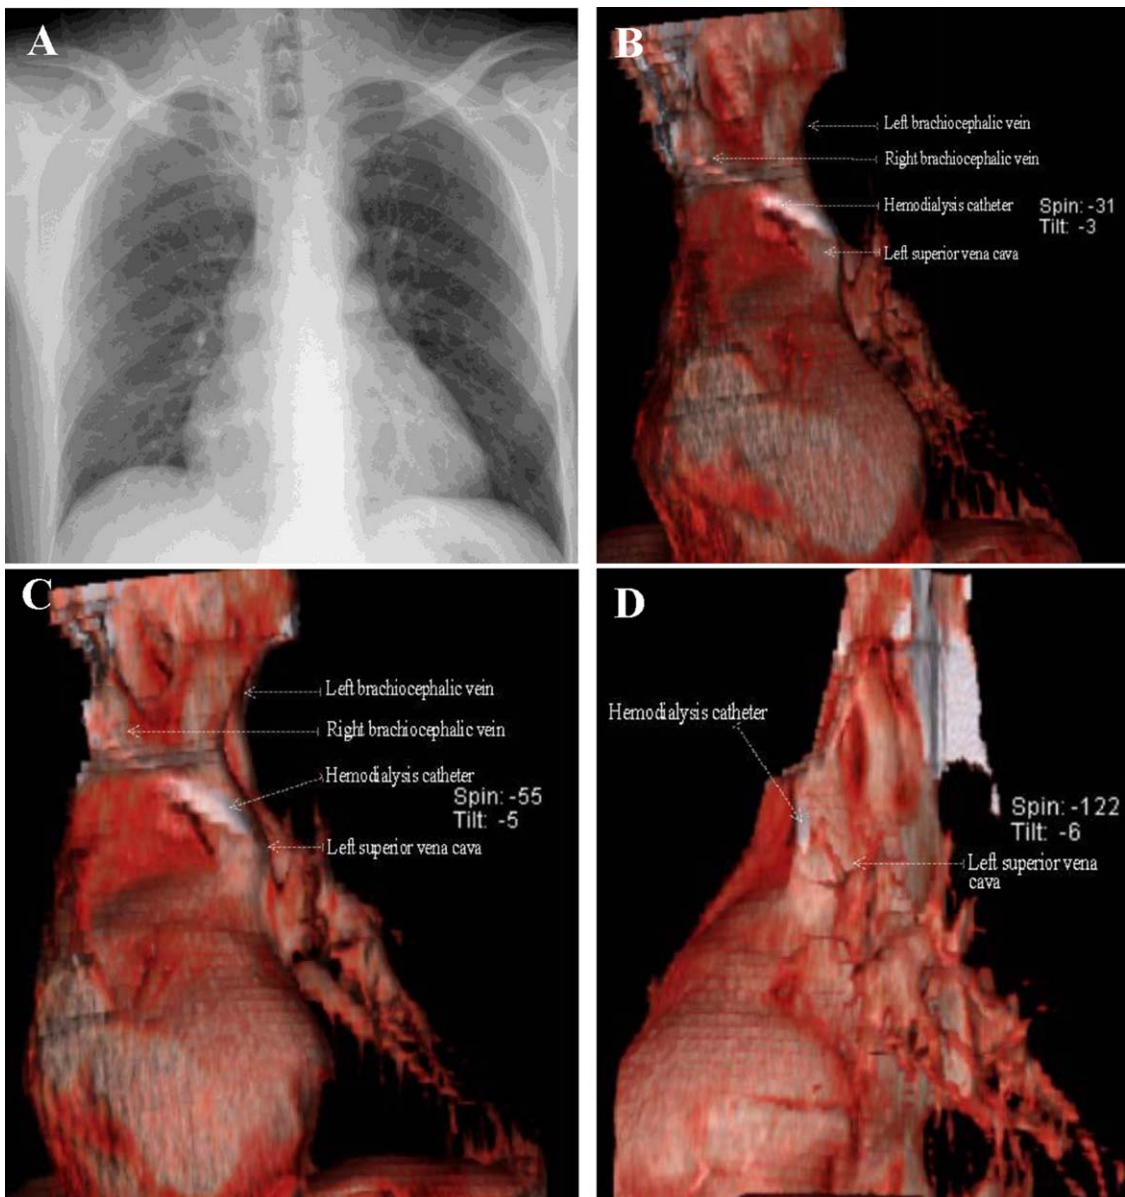 A
B
Left brachiocephalic vein
Right brachiocephalic vein
Hemodialysis catheter
Spin: -31
Tilt: -3
Left superior vena cava
C
Left brachiocephalic vein
Right brachiocephalic vein
Hemodialysis catheter
Spin: -55
Tilt: -5
Left superior vena cava
D
Hemodialysis catheter
Spin: -122
Tilt: -6
Left superior vena
cava